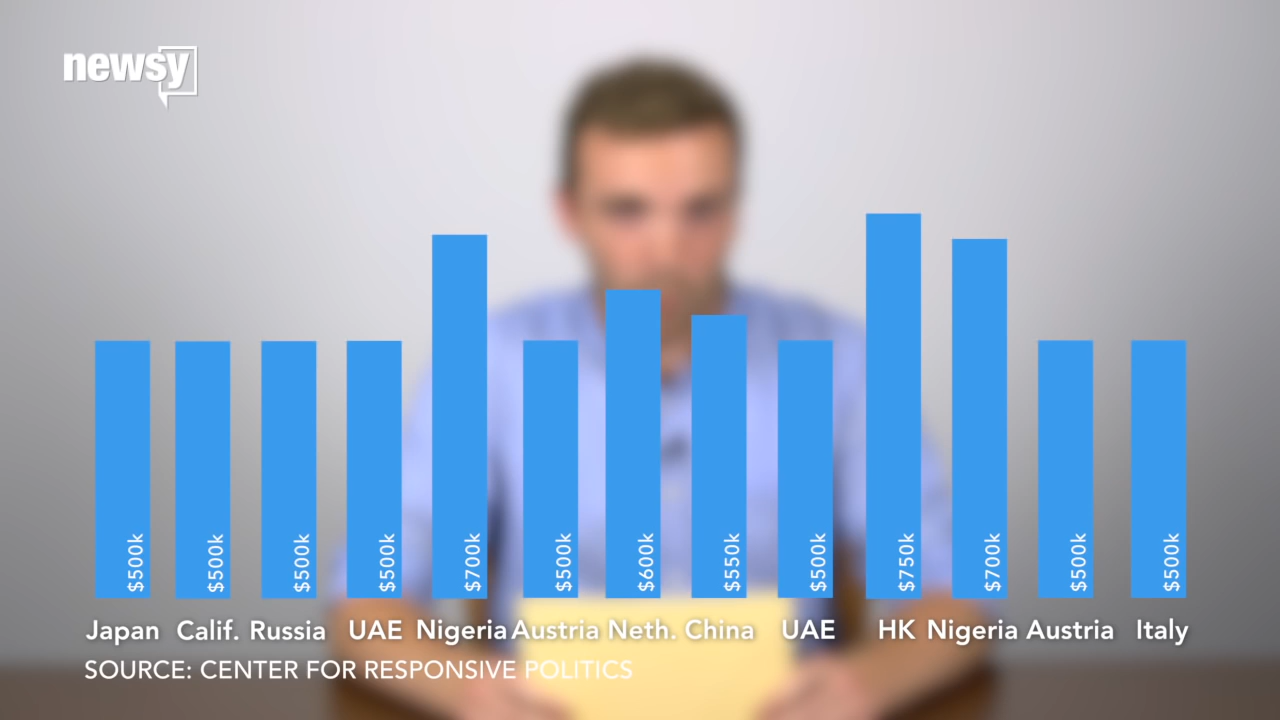 newsy
$500k $500k $500k $500k $700k $500k $600k $550k $500k $750k $700k $500k $500k
Japan Calif. Russia UAE Nigeria Austria Neth. China UAE HK Nigeria Austria Italy
SOURCE: CENTER FOR RESPONSIVE POLITICS